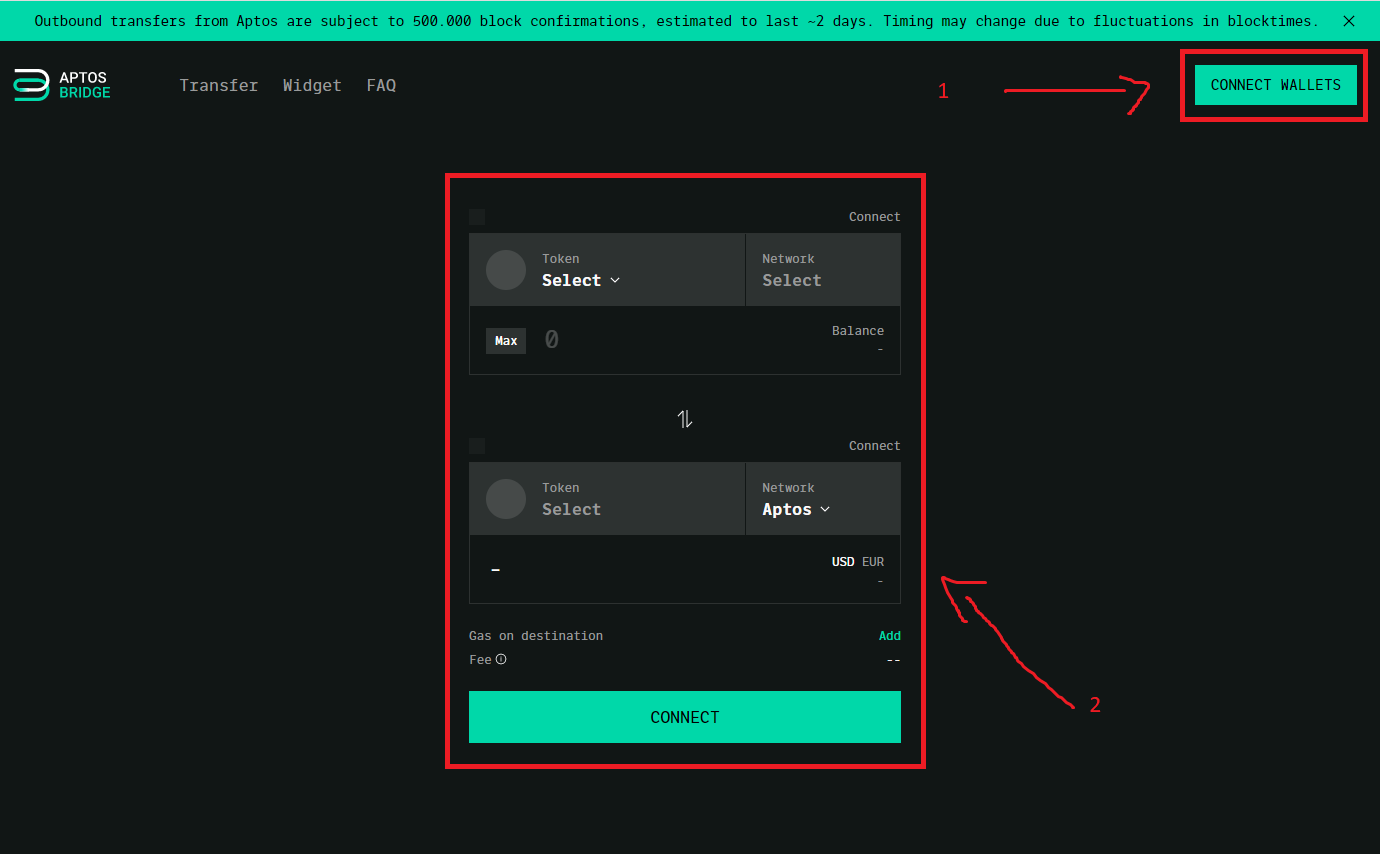 Outbound transfers from Aptos are subject to 500.000 block confirmations, estimated to last ~2 days. Timing may change due to fluctuations in blocktimes.
APTOS
BRIDGE
Transfer Widget FAQ
1
CONNECT WALLETS
Connect
Token
Select
Network
Select
Max
0
Balance
-
Connect
Token
Select
Network
Aptos
–
USD EUR
-
Gas on destination Add
Fee --
2
CONNECT